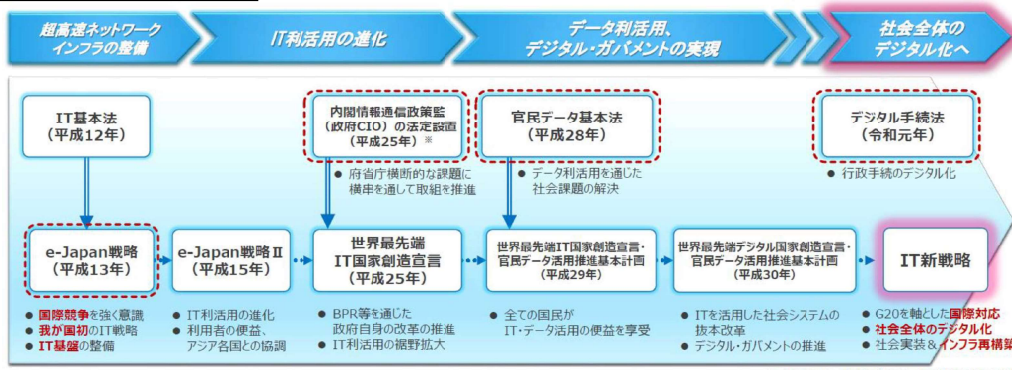 超高速ネットワーク
インフラの整備
IT利活用の進化
データ利活用、
デジタル・ガバメントの実現
社会全体の
デジタル化へ
IT基本法
(平成12年)
内閣情報通信政策監
(政府CIO)の法定設置
(平成25年)※
● 府省庁横断的な課題に
横串を通して取組を推進
官民データ基本法
(平成28年)
● データ利活用を通じた
社会課題の解決
デジタル手続法
(令和元年)
● 行政手続のデジタル化
e-Japan戦略
(平成13年)
e-Japan戦略Ⅱ
(平成15年)
世界最先端
IT国家創造宣言
(平成25年)
世界最先端IT国家創造宣言・
官民データ活用推進基本計画
(平成29年)
世界最先端デジタル国家創造宣言・
官民データ活用推進基本計画
(平成30年)
IT新戦略
● 国際競争を強く意識
● 我が国初のIT戦略
● IT基盤の整備
● IT利活用の進化
● 利用者の便益、
アジア各国との協調
● BPR等を通じた
政府自身の改革の推進
● IT利活用の裾野拡大
● 全ての国民が
IT・データ活用の便益を享受
● ITを活用した社会システムの
抜本改革
● デジタル・ガバメントの推進
● G20を軸とした国際対応
● 社会全体のデジタル化
● 社会実装&インフラ再構築